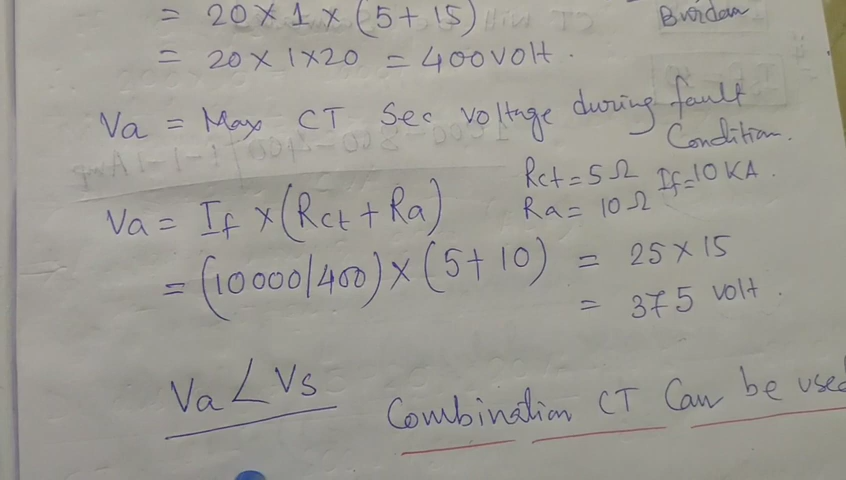 = 20 × 1 × (5 + 15)
Burden
= 20 × 1 × 20 = 400 volt.
Va = Max CT Sec voltage during fault
Condition.
Rct = 5 Ω If = 10 KA.
Ra = 10 Ω
Va = If × (Rct + Ra)
= (10000/400) × (5 + 10) = 25 × 15
= 375 volt.
Va < Vs
Combination CT Can be used